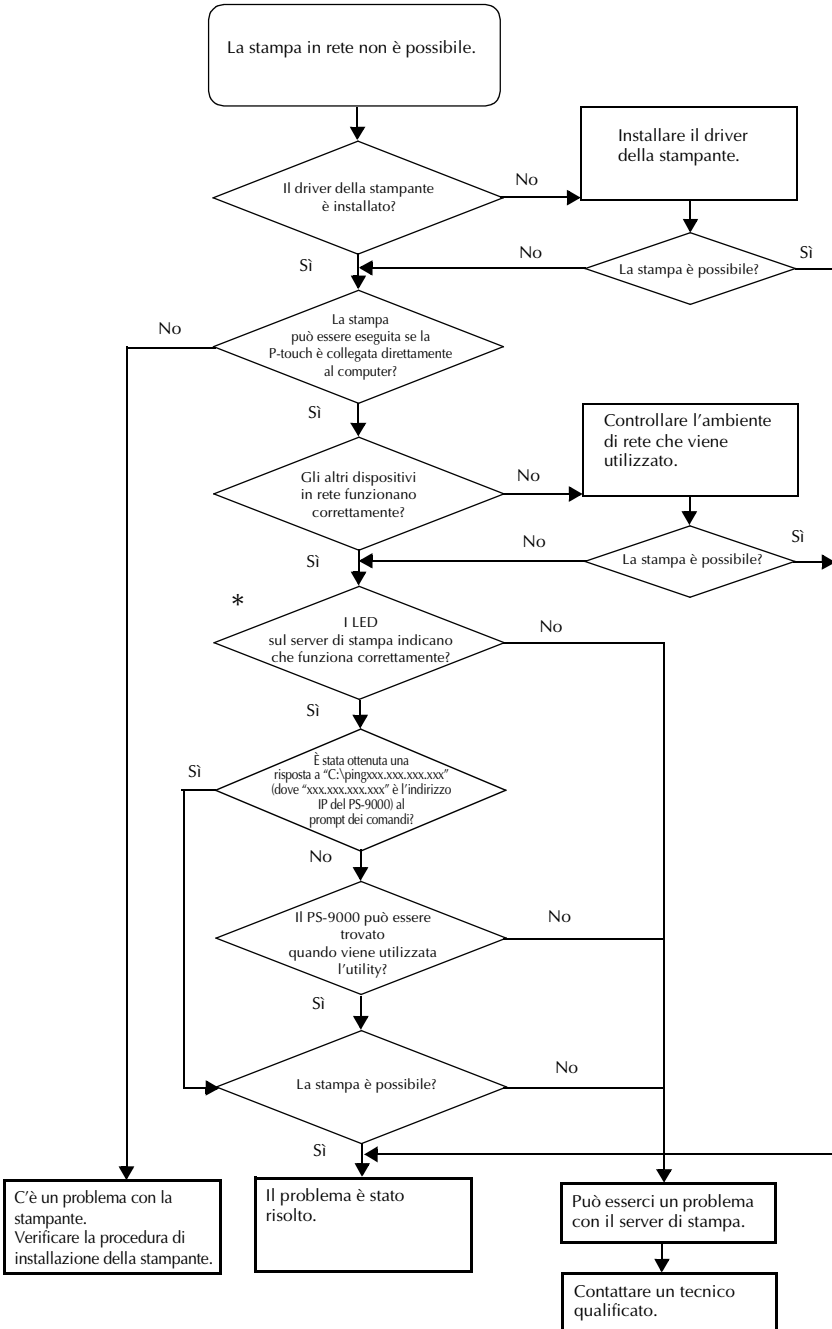 La stampa in rete non è possibile.
Installare il driver
della stampante.
Il driver della stampante
è installato?
No
No
Sì
La stampa è possibile?
Sì
La stampa
può essere eseguita se la
P-touch è collegata direttamente
al computer?
No
Sì
Controllare l'ambiente
di rete che viene
utilizzato.
Gli altri dispositivi
in rete funzionano
correttamente?
No
No
Sì
La stampa è possibile?
Sì
*
I LED
sul server di stampa indicano
che funziona correttamente?
No
Sì
È stata ottenuta una
risposta a “C:\pingxxx.xxx.xxx.xxx”
(dove “xxx.xxx.xxx.xxx” è l'indirizzo
IP del PS-9000) al
prompt dei comandi?
Sì
No
Il PS-9000 può essere
trovato
quando viene utilizzata
l'utility?
No
Sì
La stampa è possibile?
No
Sì
C'è un problema con la
stampante.
Verificare la procedura di
installazione della stampante.
Il problema è stato
risolto.
Può esserci un problema
con il server di stampa.
Contattare un tecnico
qualificato.